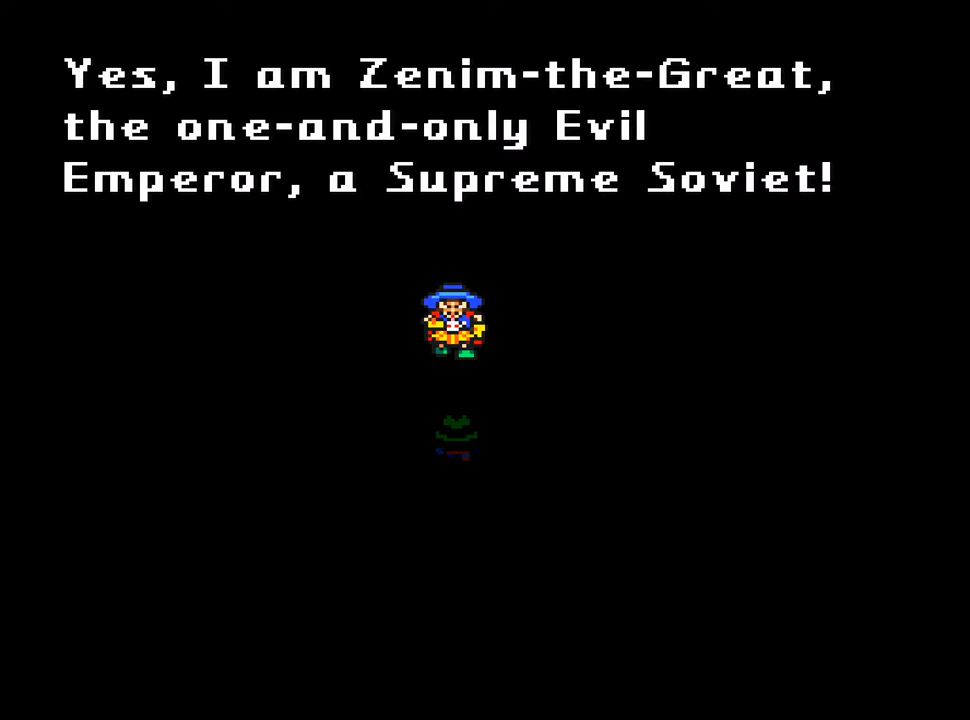 Yes, I am Zenim-the-Great,
the one-and-only Evil
Emperor, a Supreme Soviet!